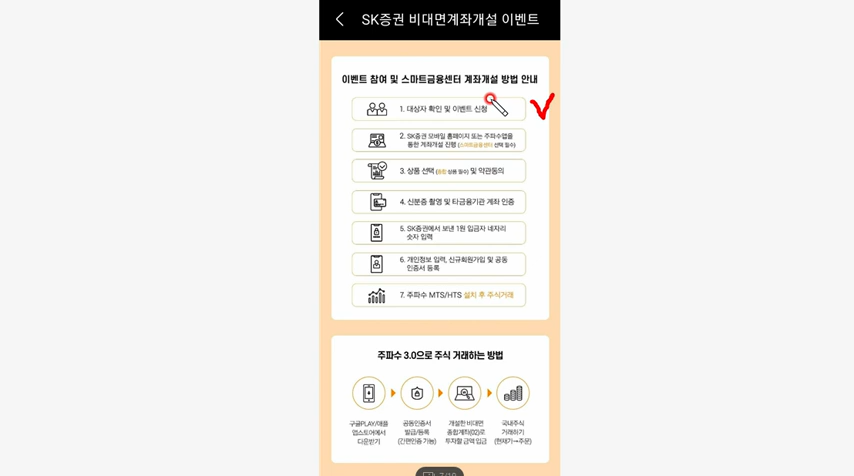 SK증권 비대면계좌개설 이벤트
이벤트 참여 및 스마트금융센터 계좌개설 방법 안내
1. 대상자 확인 및 이벤트 신청
2. SK증권 모바일 홈페이지 또는 주파수앱을
통한 계좌개설 진행 (스마트금융센터 선택 필수)
3. 상품 선택 (종합 상품 필수) 및 약관동의
4. 신분증 촬영 및 타금융기관 계좌 인증
5. SK증권에서 보낸 1원 입금자 네자리
숫자 입력
6. 개인정보 입력, 신규회원가입 및 공동
인증서 등록
7. 주파수 MTS/HTS 설치 후 주식거래
주파수 3.0으로 주식 거래하는 방법
구글PLAY/애플
앱스토어에서
다운받기
공동인증서
발급/등록
(간편인증 가능)
개설한 비대면
종합계좌(02)로
투자할 금액 입금
국내주식
거래하기
(현재가→주문)